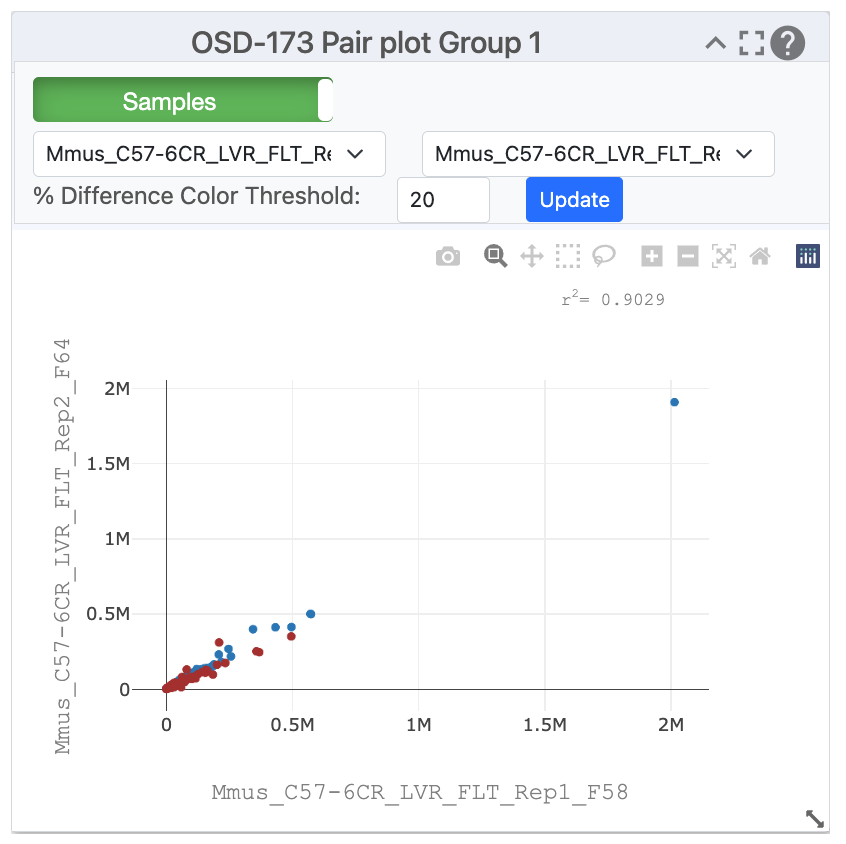 OSD-173 Pair plot Group 1
?
Samples
Mmus_C57-6CR_LVR_FLT_Re
Mmus_C57-6CR_LVR_FLT_Re
% Difference Color Threshold:
20
Update
r²= 0.9029
Mmus_C57-6CR_LVR_FLT_Rep2_F64
2M
1.5M
1M
0.5M
0
0
0.5M
1M
1.5M
2M
Mmus_C57-6CR_LVR_FLT_Rep1_F58